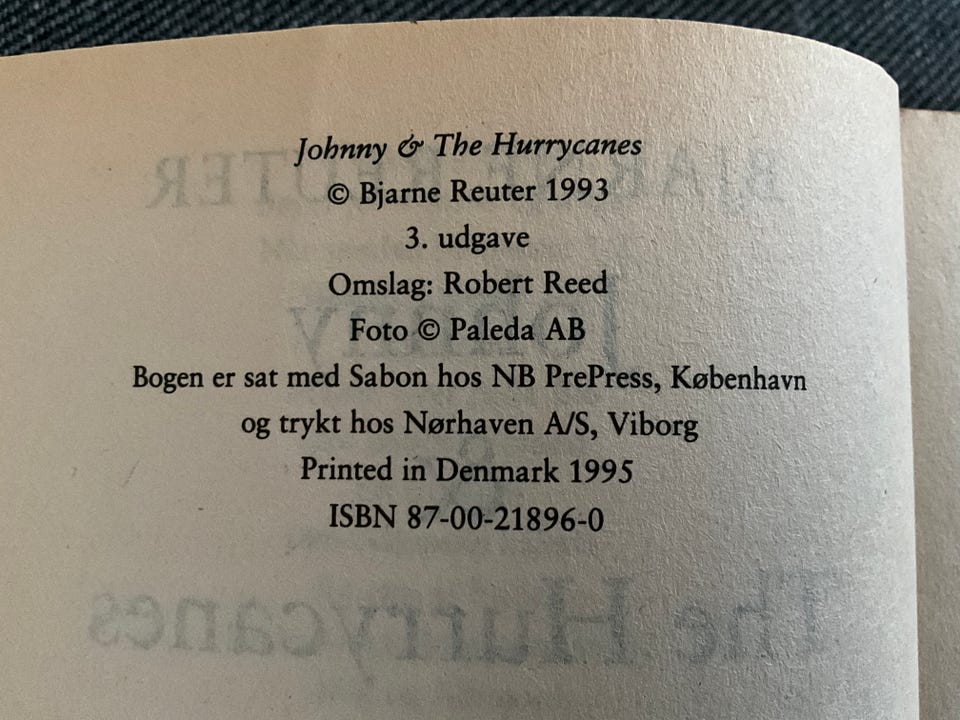 Johnny & The Hurrycanes
© Bjarne Reuter 1993
3. udgave
Omslag: Robert Reed
Foto © Paleda AB
Bogen er sat med Sabon hos NB PrePress, København
og trykt hos Nørhaven A/S, Viborg
Printed in Denmark 1995
ISBN 87-00-21896-0